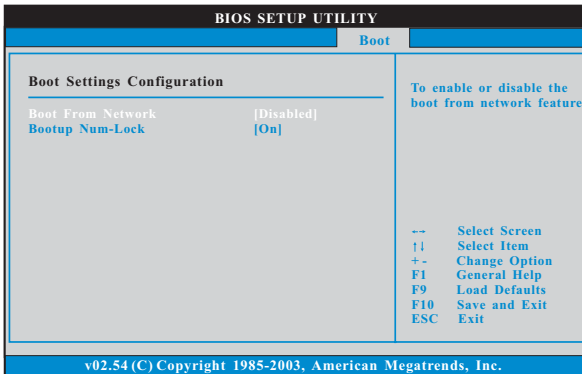 BIOS SETUP UTILITY
Boot
Boot Settings Configuration
Boot From Network [Disabled]
Bootup Num-Lock [On]
To enable or disable the
boot from network feature
←→ Select Screen
↑↓ Select Item
+ - Change Option
F1 General Help
F9 Load Defaults
F10 Save and Exit
ESC Exit
v02.54 (C) Copyright 1985-2003, American Megatrends, Inc.